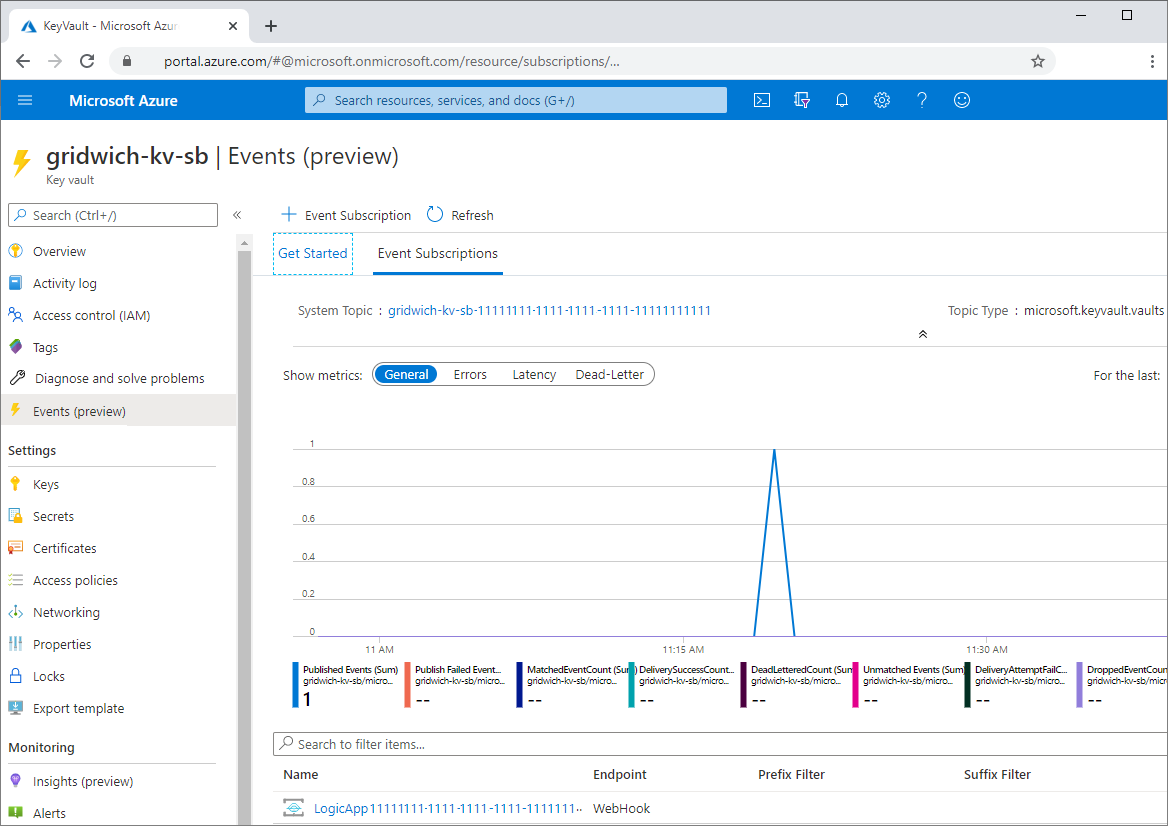 KeyVault - Microsoft Azur
portal.azure.com/#@microsoft.onmicrosoft.com/resource/subscriptions/...
Microsoft Azure
Search resources, services, and docs (G+/)
gridwich-kv-sb | Events (preview)
Key vault
Search (Ctrl+/)
«
Event Subscription
Refresh
Overview
Activity log
Access control (IAM)
Tags
Diagnose and solve problems
Events (preview)
Settings
Keys
Secrets
Certificates
Access policies
Networking
Properties
Locks
Export template
Monitoring
Insights (preview)
Alerts
Get Started
Event Subscriptions
System Topic : gridwich-kv-sb-11111111-1111-1111-1111-11111111111
Topic Type : microsoft.keyvault.vaults
Show metrics: General Errors Latency Dead-Letter
For the last:
1
0.8
0.6
0.4
0.2
0
11 AM 11:15 AM 11:30 AM
Published Events (Sum)
gridwich-kv-sb/micro...
1
Publish Failed Event...
gridwich-kv-sb/micro...
--
MatchedEventCount (Sum)
gridwich-kv-sb/micro...
--
DeliverySuccessCount...
gridwich-kv-sb/micro...
--
DeadLetteredCount (Sum
gridwich-kv-sb/micro...
--
Unmatched Events (Sum)
gridwich-kv-sb/micro...
--
DeliveryAttemptFailC...
gridwich-kv-sb/micro...
--
DroppedEventCoun
gridwich-kv-sb/micr
--
Search to filter items...
Name Endpoint Prefix Filter Suffix Filter
LogicApp11111111-1111-1111-1111-1111111.. WebHook